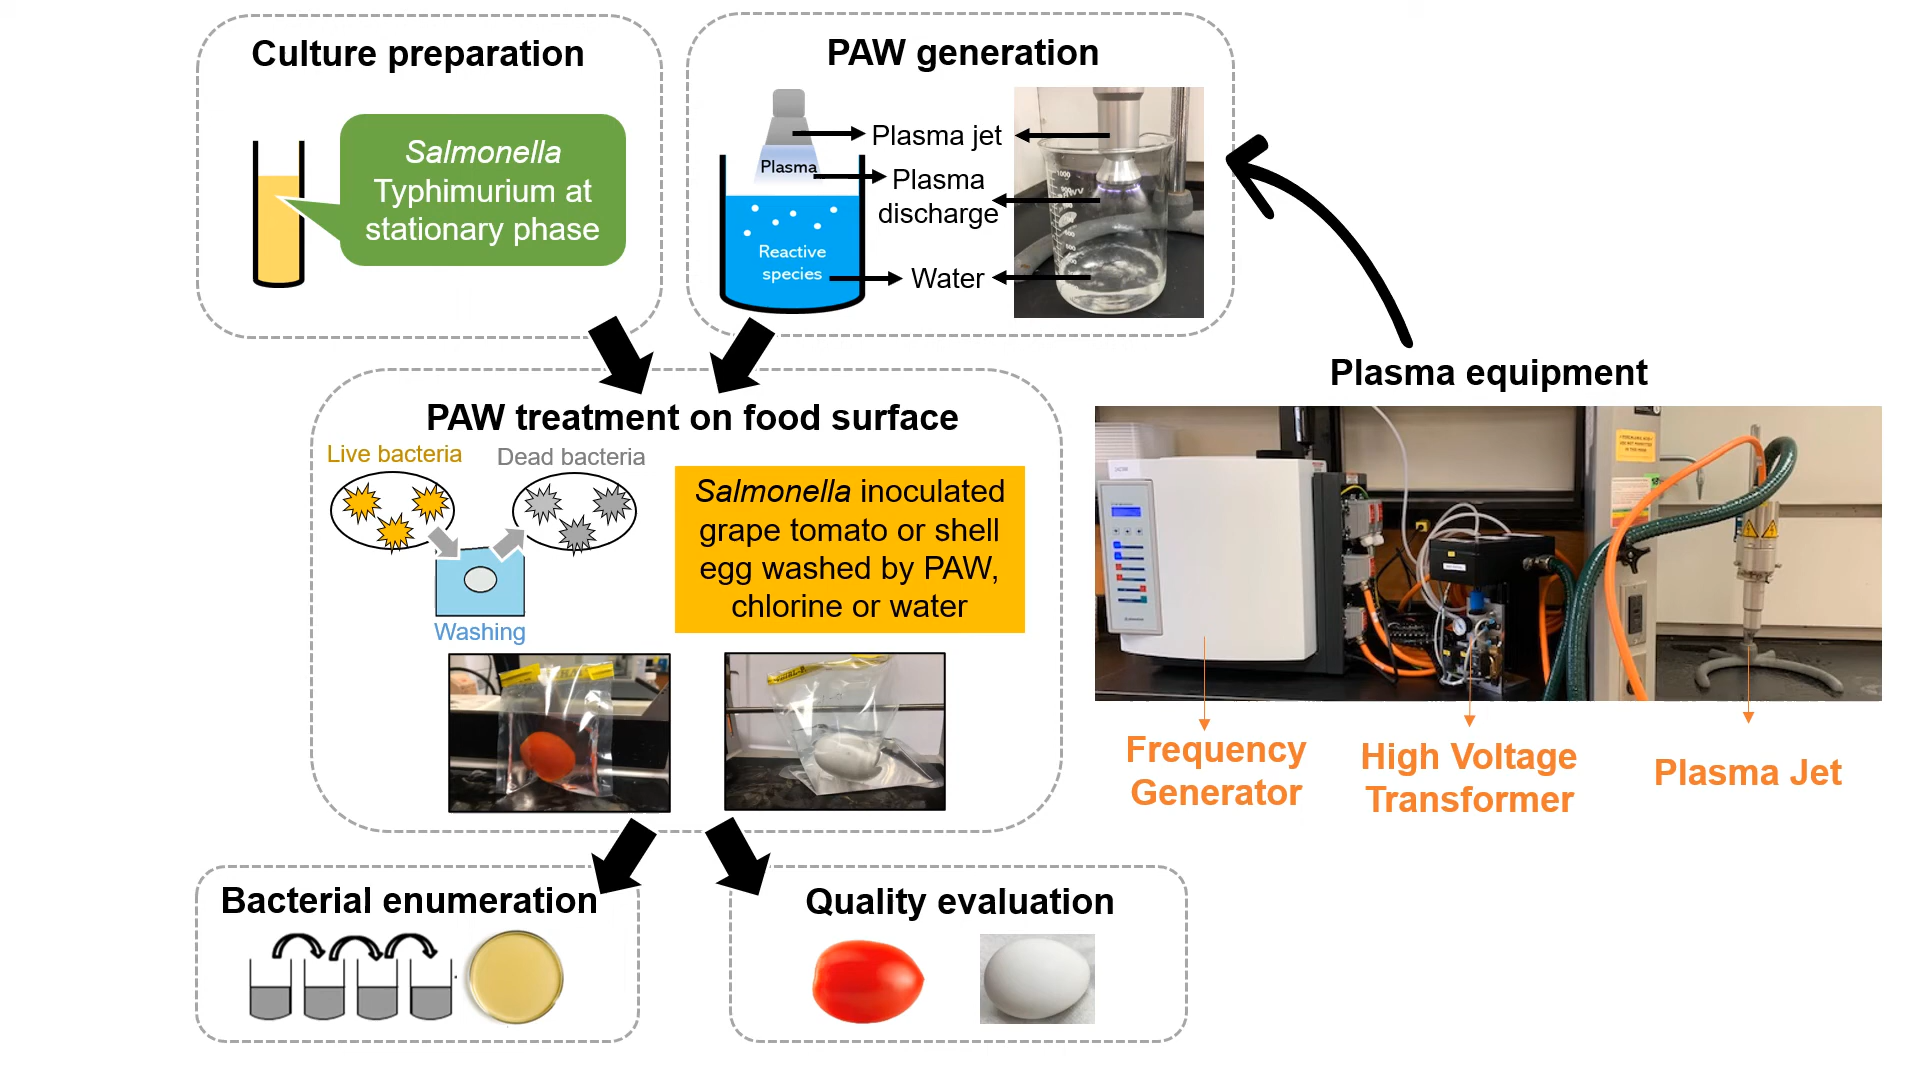 Culture preparation
Salmonella
Typhimurium at
stationary phase
PAW generation
Plasma jet
Plasma
Plasma
discharge
Reactive
species
Water
Plasma equipment
Frequency
Generator
High Voltage
Transformer
Plasma Jet
PAW treatment on food surface
Live bacteria
Dead bacteria
Washing
Salmonella inoculated
grape tomato or shell
egg washed by PAW,
chlorine or water
Bacterial enumeration
Quality evaluation